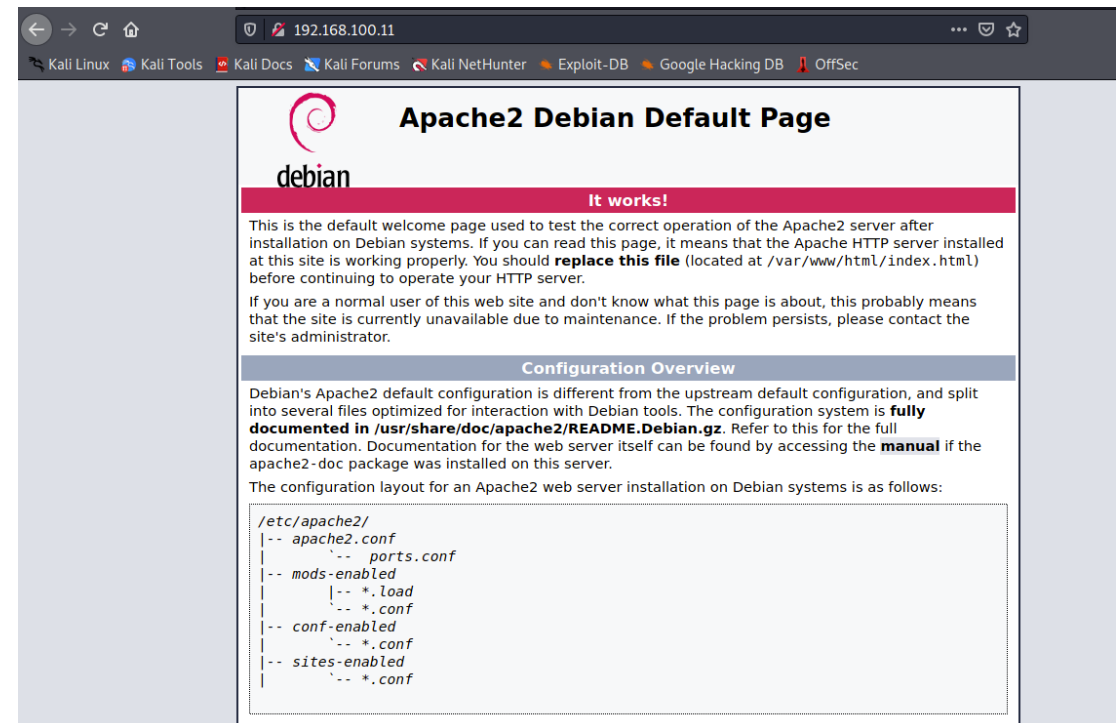 192.168.100.11
Kali Linux Kali Tools Kali Docs Kali Forums Kali NetHunter Exploit-DB Google Hacking DB OffSec
debian
Apache2 Debian Default Page
It works!
This is the default welcome page used to test the correct operation of the Apache2 server after
installation on Debian systems. If you can read this page, it means that the Apache HTTP server installed
at this site is working properly. You should replace this file (located at /var/www/html/index.html)
before continuing to operate your HTTP server.
If you are a normal user of this web site and don't know what this page is about, this probably means
that the site is currently unavailable due to maintenance. If the problem persists, please contact the
site's administrator.
Configuration Overview
Debian's Apache2 default configuration is different from the upstream default configuration, and split
into several files optimized for interaction with Debian tools. The configuration system is fully
documented in /usr/share/doc/apache2/README.Debian.gz. Refer to this for the full
documentation. Documentation for the web server itself can be found by accessing the manual if the
apache2-doc package was installed on this server.
The configuration layout for an Apache2 web server installation on Debian systems is as follows:
/etc/apache2/
|-- apache2.conf
|       `--  ports.conf
|-- mods-enabled
|       |-- *.load
|       `-- *.conf
|-- conf-enabled
|       `-- *.conf
|-- sites-enabled
|       `-- *.conf